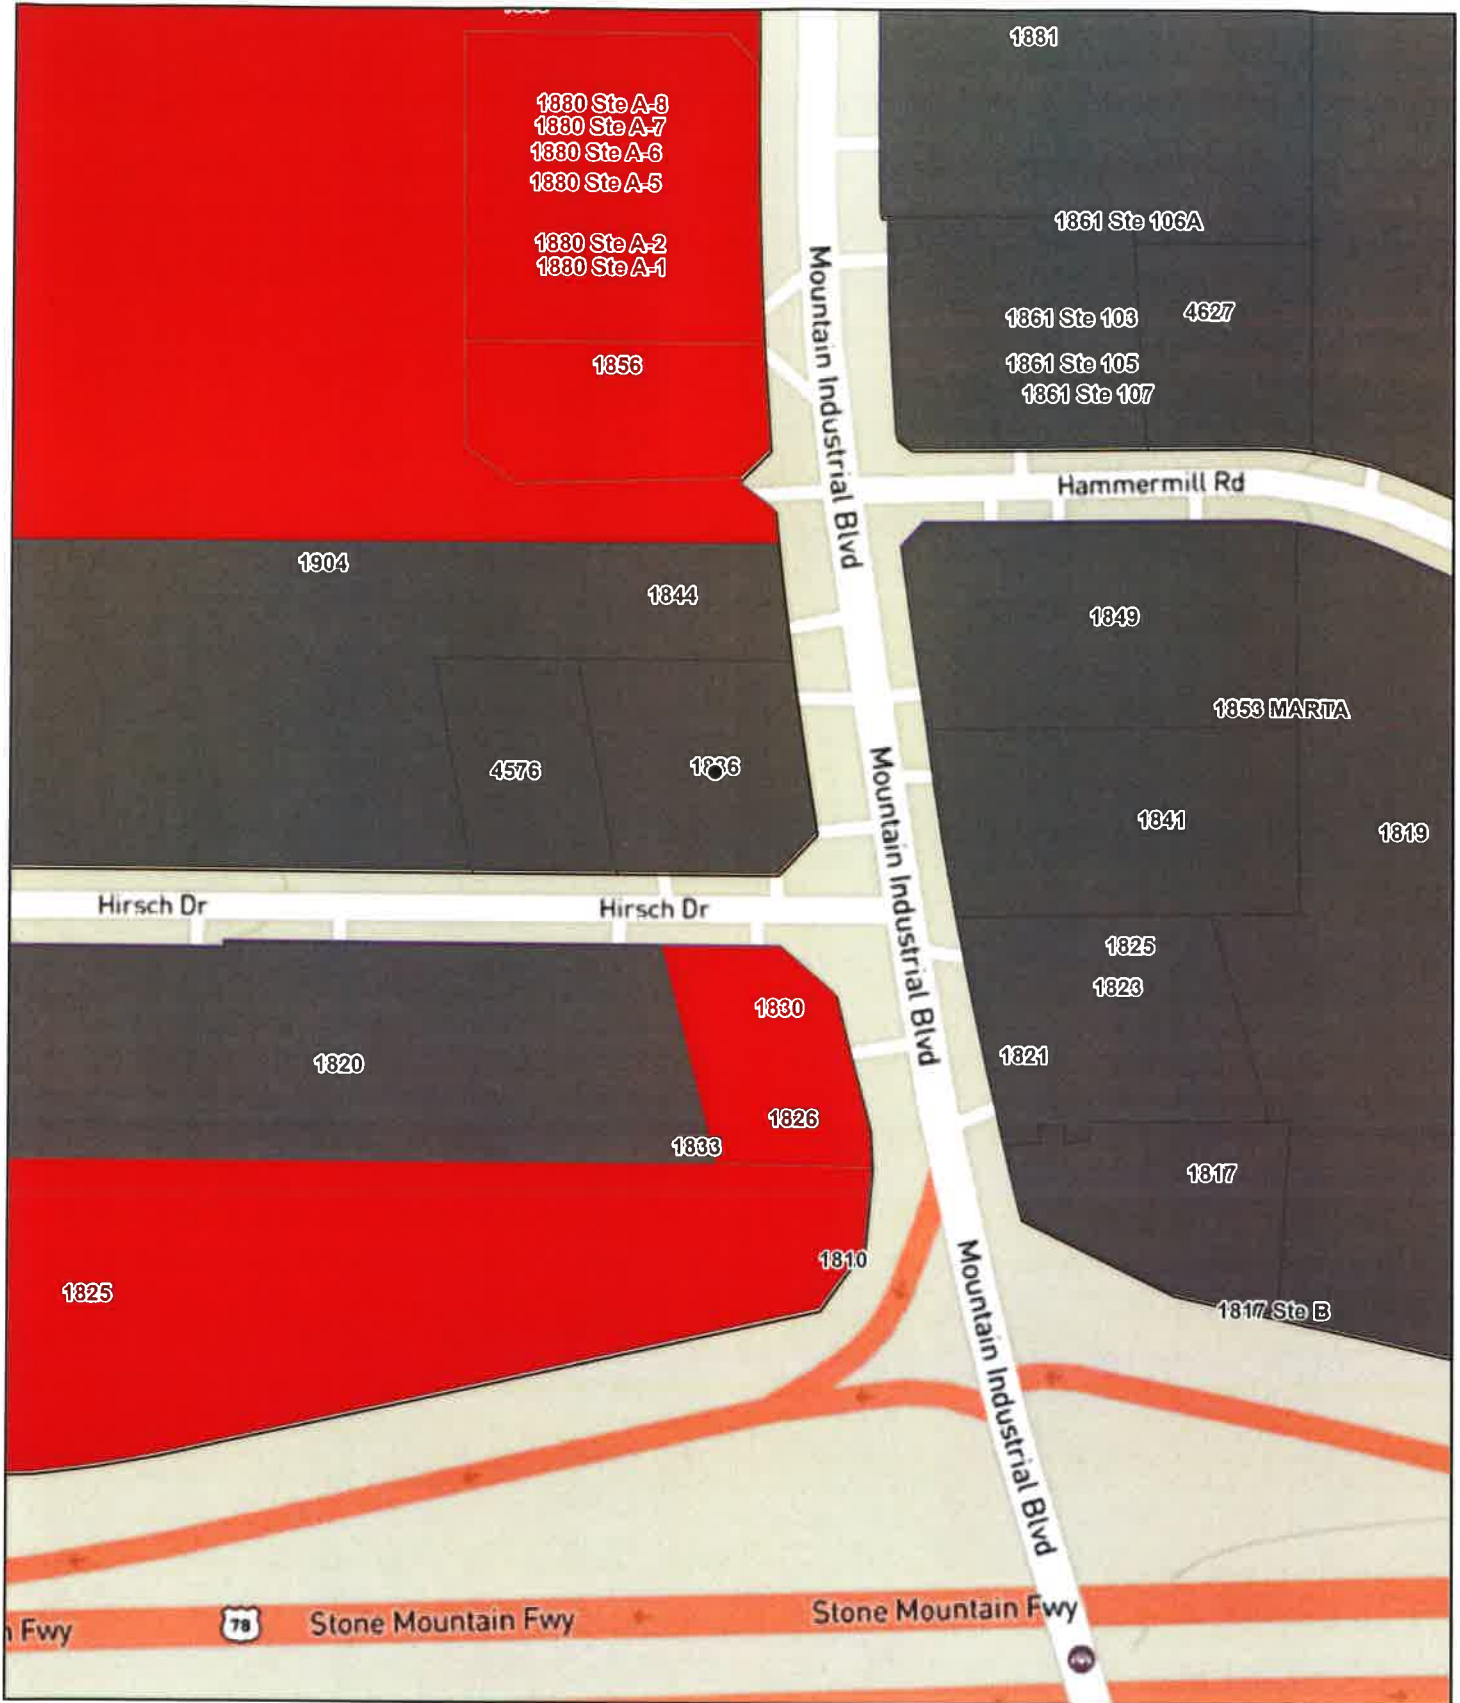 1881
1880 Ste A-8
1880 Ste A-7
1880 Ste A-6
1880 Ste A-5
1861 Ste 106A
1880 Ste A-2
1880 Ste A-1
Mountain Industrial Blvd
1861 Ste 103
4627
1856
1861 Ste 105
1861 Ste 107
Hammermill Rd
1904
1844
1849
1853 MARTA
4576
1836
Mountain Industrial Blvd
1841
1819
Hirsch Dr
Hirsch Dr
1825
1823
1830
1821
1820
1826
1833
1817
1810
1825
1817 Ste B
Mountain Industrial Blvd
78
Stone Mountain Fwy
Stone Mountain Fwy
Fwy